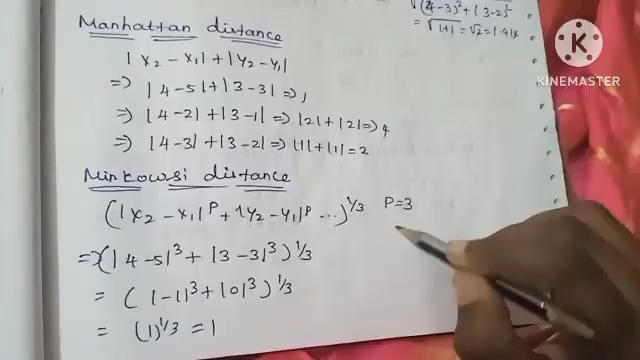 √(4-3)² + (3-2)²
= √1+1 = √2 = 1.414
KINEMASTER
Manhattan distance
|x₂ - x₁| + |y₂ - y₁|
=> |4-5| + |3-3| => 1
=> |4-2| + |3-1| => |2| + |2| => 4
=> |4-3| + |3-2| => |1| + |1| = 2
Minkowsi distance
(|x₂ - x₁|ᵖ + |y₂ - y₁|ᵖ ...)^1/3 P=3
=> (|4-5|³ + |3-3|³)^1/3
= (|-1|³ + |0|³)^1/3
= (1)^1/3 = 1